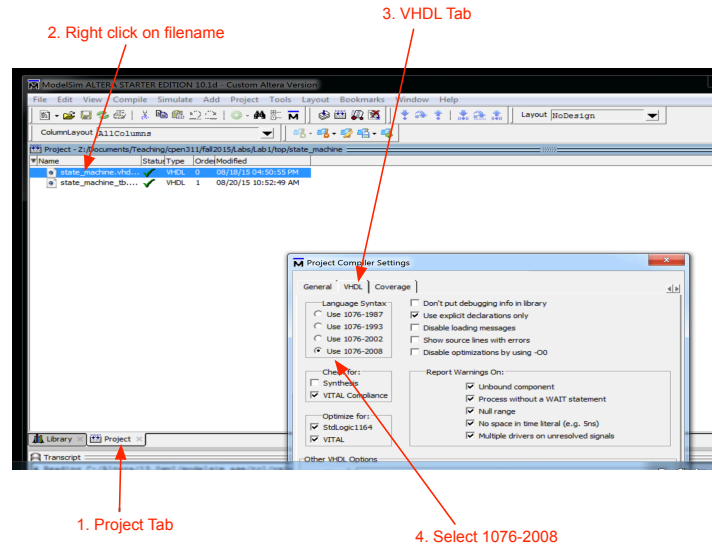 3. VHDL Tab
2. Right click on filename
ModelSim ALTERA STARTER EDITION 10.1d - Custom Altera Version
File Edit View Compile Simulate Add Project Tools Layout Bookmarks Window Help
Layout NoDesign
ColumnLayout AllColumns
Project - Z:/Documents/Teaching/cpen311/fall2015/Labs/Lab1/top/state_machine
Name Status Type Order Modified
state_machine.vhd... VHDL 0 08/18/15 04:50:55 PM
state_machine_tb.... VHDL 1 08/20/15 10:52:49 AM
Project Compiler Settings
General VHDL Coverage
Language Syntax
Use 1076-1987
Use 1076-1993
Use 1076-2002
Use 1076-2008
Don't put debugging info in library
Use explicit declarations only
Disable loading messages
Show source lines with errors
Disable optimizations by using -O0
Check for:
Synthesis
VITAL Compliance
Report Warnings On:
Unbound component
Process without a WAIT statement
Null range
No space in time literal (e.g. 5ns)
Multiple drivers on unresolved signals
Optimize for:
StdLogic1164
VITAL
Other VHDL Options
Library Project
Transcript
1. Project Tab
4. Select 1076-2008